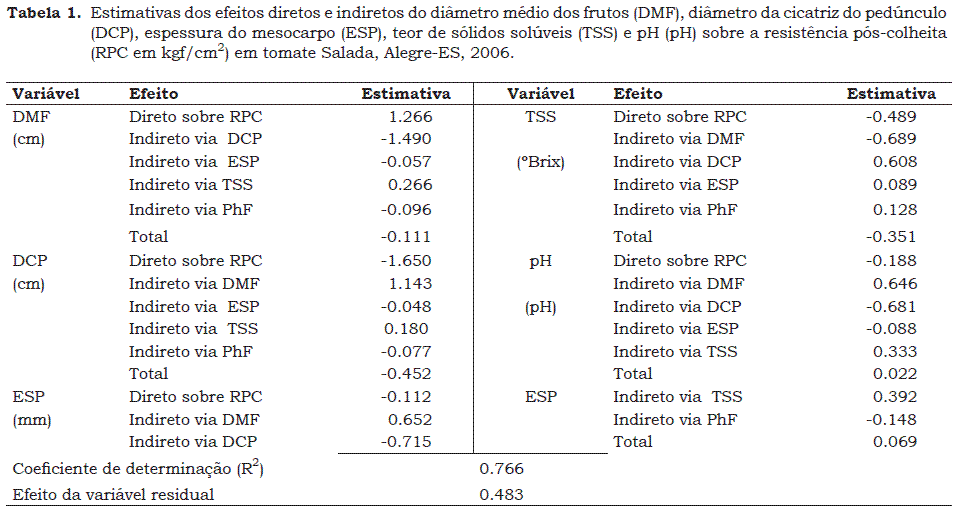 Tabela 1. Estimativas dos efeitos diretos e indiretos do diâmetro médio dos frutos (DMF), diâmetro da cicatriz do pedúnculo
(DCP), espessura do mesocarpo (ESP), teor de sólidos solúveis (TSS) e pH (pH) sobre a resistência pós-colheita
(RPC em kgf/cm²) em tomate Salada, Alegre-ES, 2006.
Variável Efeito Estimativa Variável Efeito Estimativa
DMF Direto sobre RPC 1.266 TSS Direto sobre RPC -0.489
(cm) Indireto via DCP -1.490 Indireto via DMF -0.689
Indireto via ESP -0.057 (°Brix) Indireto via DCP 0.608
Indireto via TSS 0.266 Indireto via ESP 0.089
Indireto via PhF -0.096 Indireto via PhF 0.128
Total -0.111 Total -0.351
DCP Direto sobre RPC -1.650 pH Direto sobre RPC -0.188
(cm) Indireto via DMF 1.143 Indireto via DMF 0.646
Indireto via ESP -0.048 (pH) Indireto via DCP -0.681
Indireto via TSS 0.180 Indireto via ESP -0.088
Indireto via PhF -0.077 Indireto via TSS 0.333
Total -0.452 Total 0.022
ESP Direto sobre RPC -0.112 ESP Indireto via TSS 0.392
(mm) Indireto via DMF 0.652 Indireto via PhF -0.148
Indireto via DCP -0.715 Total 0.069
Coeficiente de determinação (R²) 0.766
Efeito da variável residual 0.483